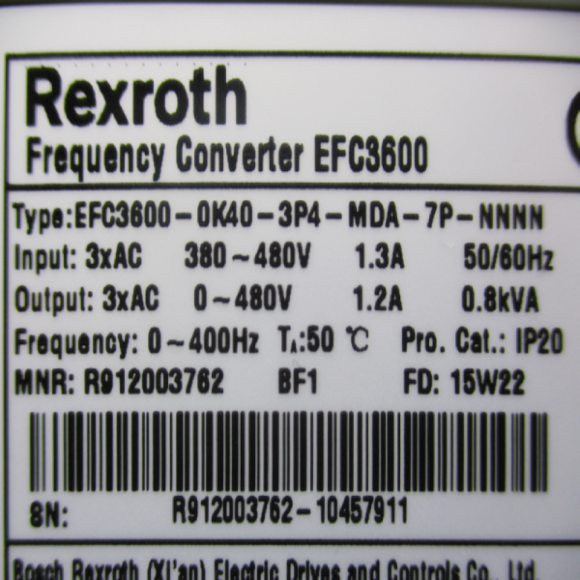 Rexroth
Frequency Converter EFC3600
Type:EFC3600-0K40-3P4-MDA-7P-NNNN
Input: 3xAC 380~480V 1.3A 50/60Hz
Output: 3xAC 0~480V 1.2A 0.8kVA
Frequency: 0~400Hz TA:50 ℃ Pro. Cat.: IP20
MNR: R912003762 BF1 FD: 15W22
SN: R912003762-10457911
Bosch Rexroth (Xi'an) Electric Drives and Controls Co., Ltd.